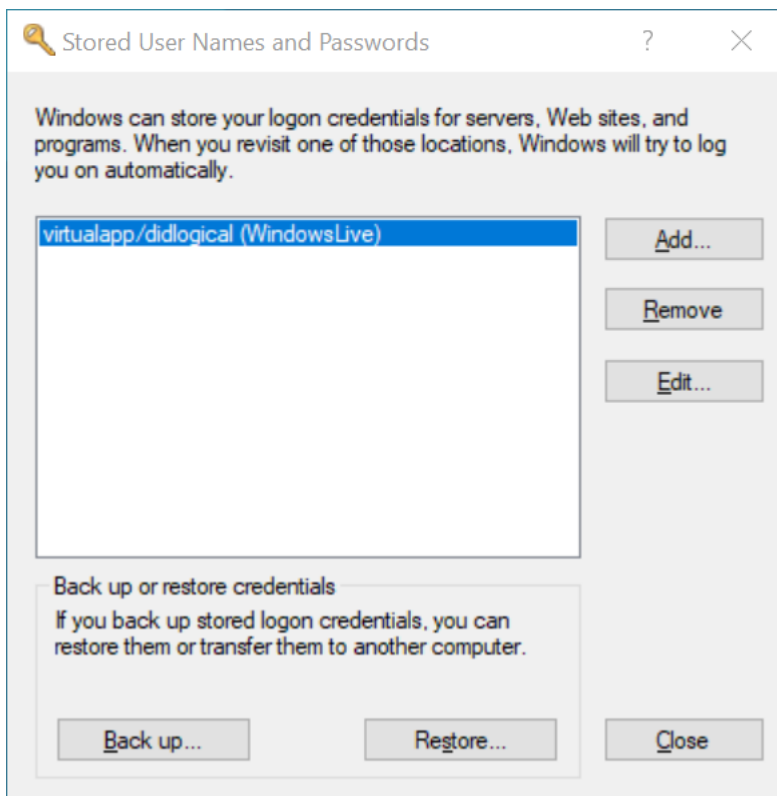 Stored User Names and Passwords
Windows can store your logon credentials for servers, Web sites, and
programs. When you revisit one of those locations, Windows will try to log
you on automatically.
virtualapp/didlogical (WindowsLive)
Add...
Remove
Edit...
Back up or restore credentials
If you back up stored logon credentials, you can
restore them or transfer them to another computer.
Back up...
Restore...
Close